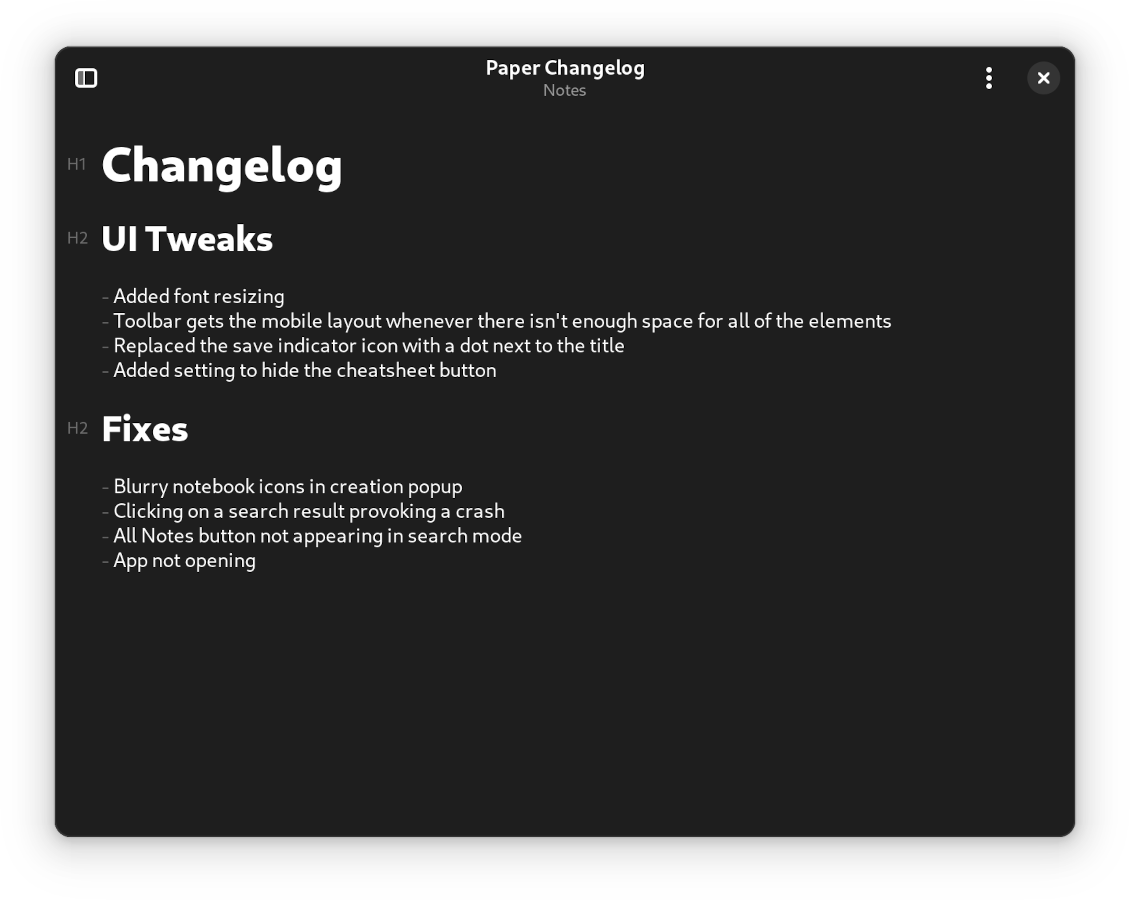 Paper Changelog
Notes
H1 Changelog
H2 UI Tweaks
- Added font resizing
- Toolbar gets the mobile layout whenever there isn't enough space for all of the elements
- Replaced the save indicator icon with a dot next to the title
- Added setting to hide the cheatsheet button
H2 Fixes
- Blurry notebook icons in creation popup
- Clicking on a search result provoking a crash
- All Notes button not appearing in search mode
- App not opening